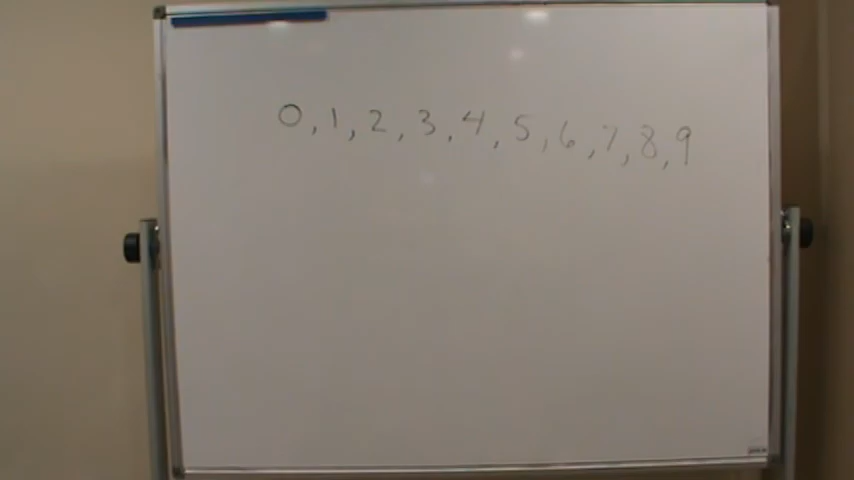 0, 1, 2, 3, 4, 5, 6, 7, 8, 9